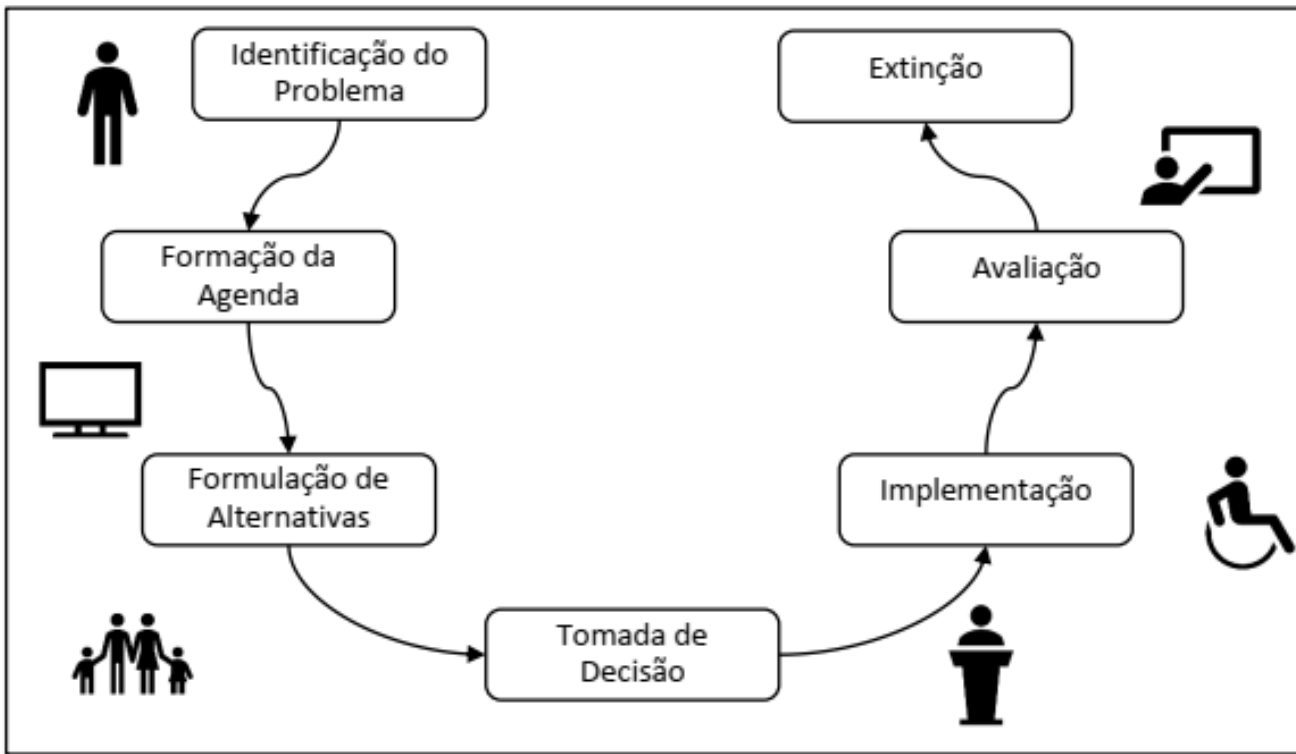 Identificação do
Problema
Formação da
Agenda
Formulação de
Alternativas
Tomada de
Decisão
Implementação
Avaliação
Extinção